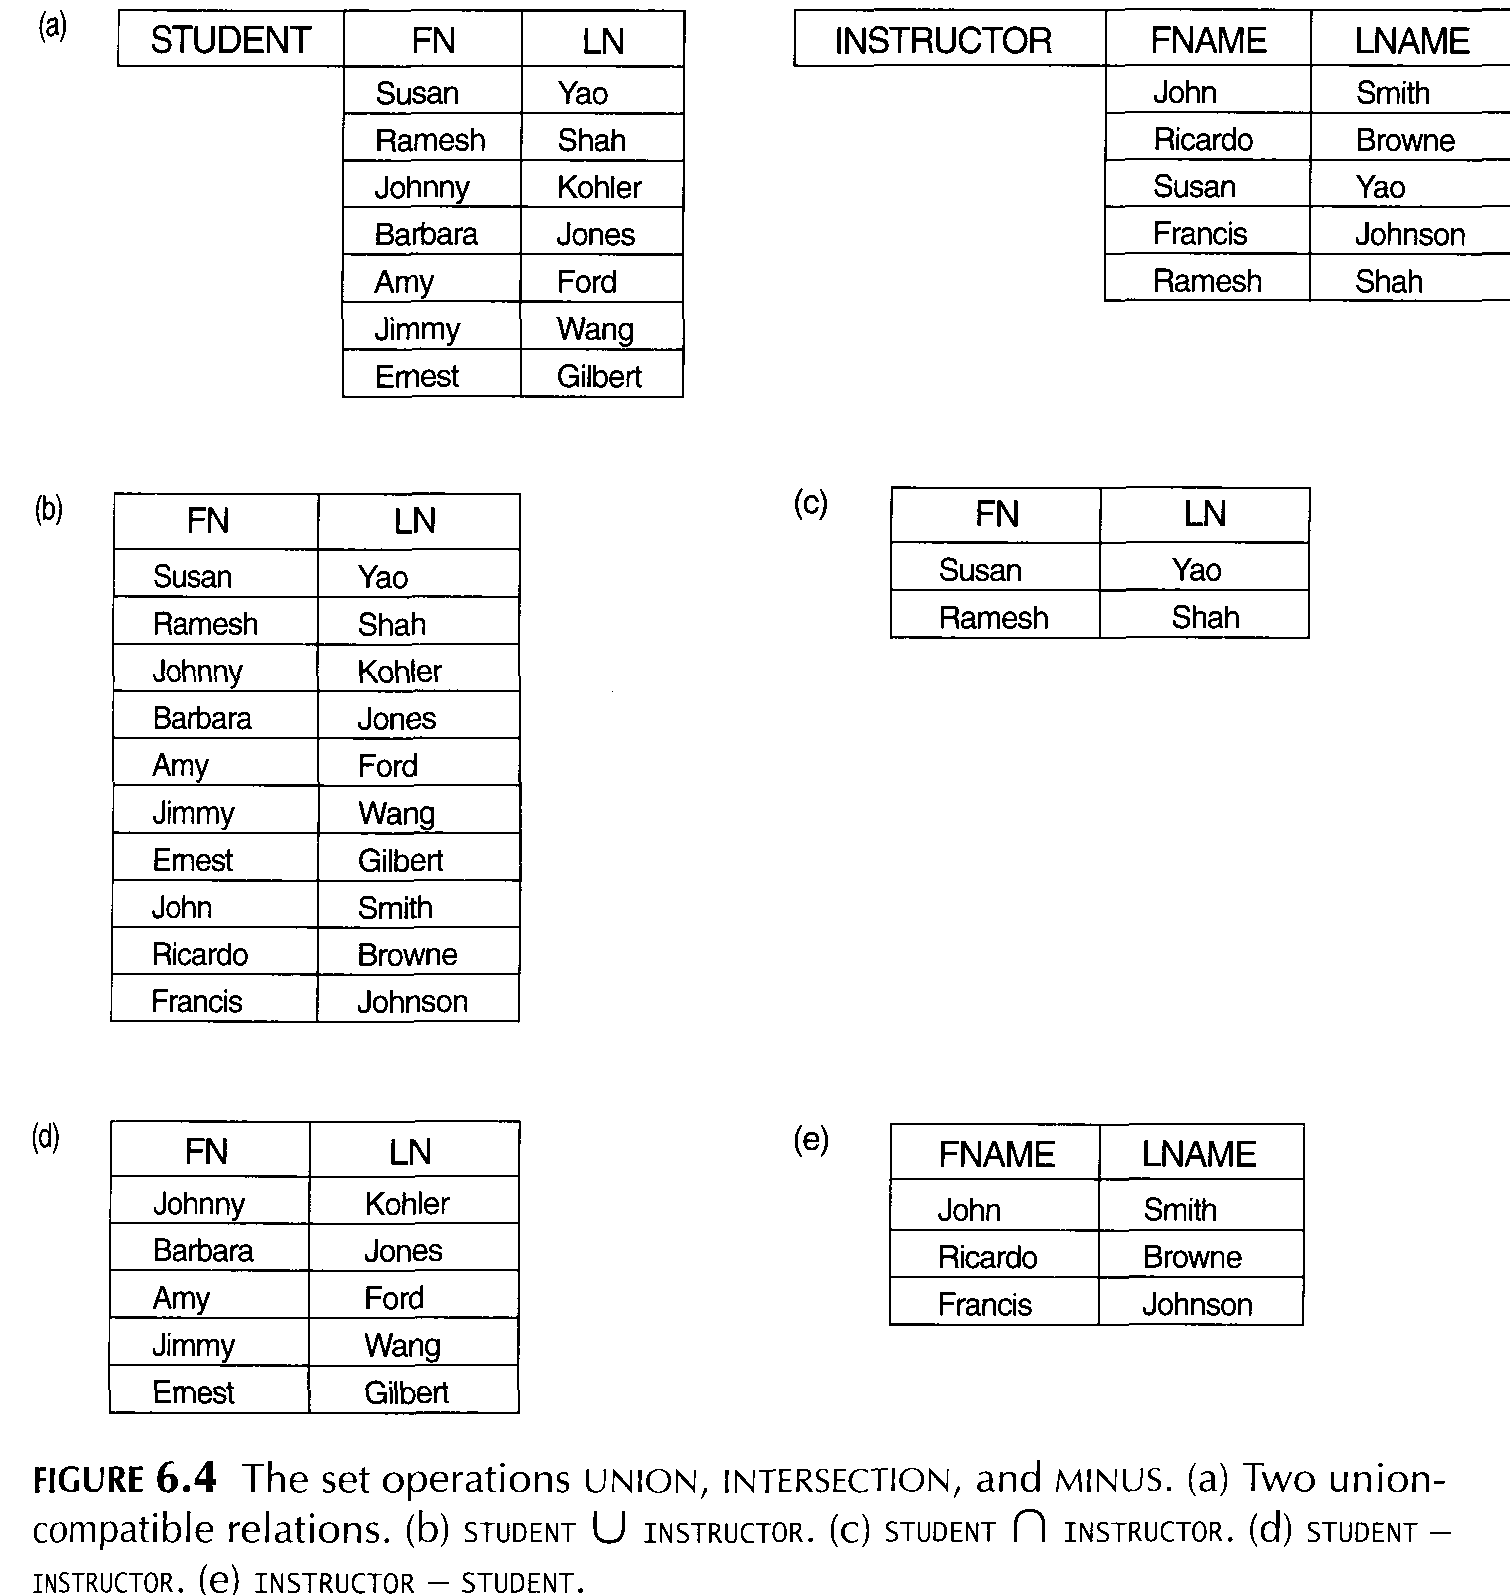 (a)
STUDENT FN LN
Susan Yao
Ramesh Shah
Johnny Kohler
Barbara Jones
Amy Ford
Jimmy Wang
Ernest Gilbert
INSTRUCTOR FNAME LNAME
John Smith
Ricardo Browne
Susan Yao
Francis Johnson
Ramesh Shah
(b)
FN LN
Susan Yao
Ramesh Shah
Johnny Kohler
Barbara Jones
Amy Ford
Jimmy Wang
Ernest Gilbert
John Smith
Ricardo Browne
Francis Johnson
(c)
FN LN
Susan Yao
Ramesh Shah
(d)
FN LN
Johnny Kohler
Barbara Jones
Amy Ford
Jimmy Wang
Ernest Gilbert
(e)
FNAME LNAME
John Smith
Ricardo Browne
Francis Johnson
FIGURE 6.4 The set operations UNION, INTERSECTION, and MINUS. (a) Two union-
compatible relations. (b) STUDENT ∪ INSTRUCTOR. (c) STUDENT ∩ INSTRUCTOR. (d) STUDENT –
INSTRUCTOR. (e) INSTRUCTOR – STUDENT.